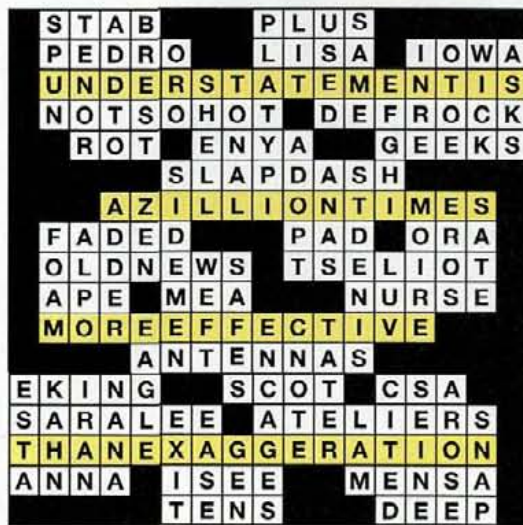 STAB PLUS
PEDRO LISA IOWA
UNDERSTATEMENTIS
NOTSOHOT DEFROCK
ROT ENYA GEEKS
SLAPDASH
AZILLIONTIMES
FADED PAD ORA
OLDNEWS TSELIOT
APE MEA NURSE
MOREEFFECTIVE
ANTENNAS
EKING SCOT CSA
SARALEE ATELIERS
THANEXAGGERATION
ANNA ISEE MENSA
TENS DEEP